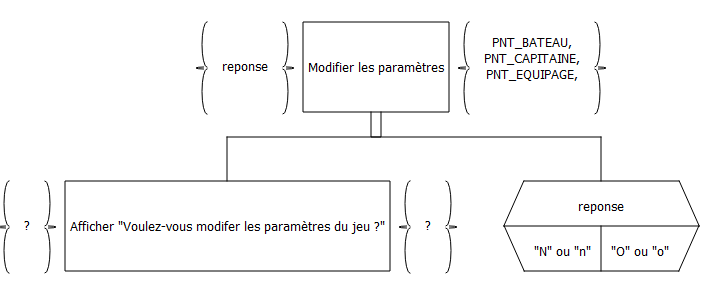 reponse
Modifier les paramètres
PNT_BATEAU,
PNT_CAPITAINE,
PNT_EQUIPAGE,
?
Afficher "Voulez-vous modifer les paramètres du jeu ?"
?
reponse
"N" ou "n"
"O" ou "o"